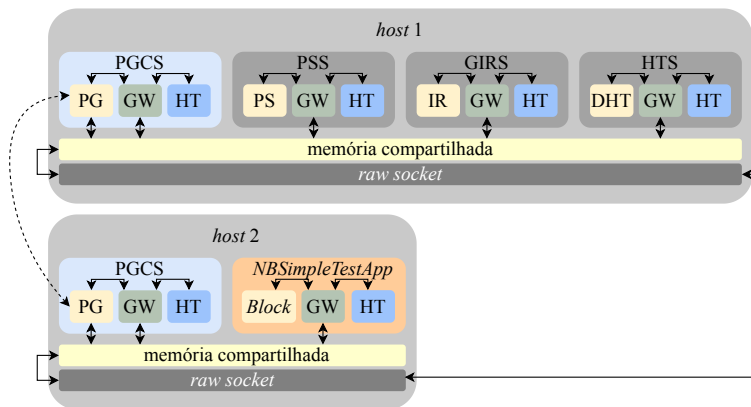 host 1
PGCS PSS GIRS HTS
PG GW HT PS GW HT IR GW HT DHT GW HT
memória compartilhada
raw socket
host 2
PGCS NBSimpleTestApp
PG GW HT Block GW HT
memória compartilhada
raw socket